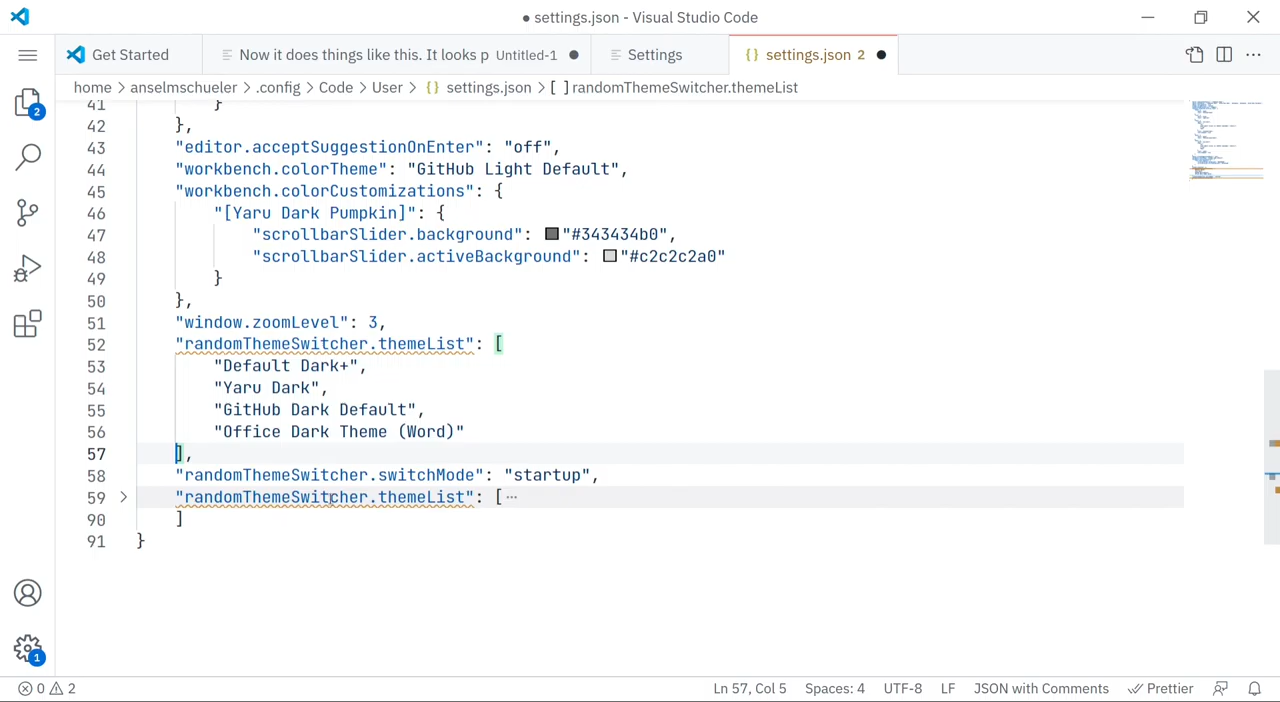 ● settings.json - Visual Studio Code
Get Started
Now it does things like this. It looks p Untitled-1 ●
Settings
{} settings.json 2 ●
home > anselmschueler > .config > Code > User > {} settings.json > [ ] randomThemeSwitcher.themeList
41 }
42 },
43 "editor.acceptSuggestionOnEnter": "off",
44 "workbench.colorTheme": "GitHub Light Default",
45 "workbench.colorCustomizations": {
46 "[Yaru Dark Pumpkin]": {
47 "scrollbarSlider.background": "#343434b0",
48 "scrollbarSlider.activeBackground": "#c2c2c2a0"
49 }
50 },
51 "window.zoomLevel": 3,
52 "randomThemeSwitcher.themeList": [
53 "Default Dark+",
54 "Yaru Dark",
55 "GitHub Dark Default",
56 "Office Dark Theme (Word)"
57 ],
58 "randomThemeSwitcher.switchMode": "startup",
59 "randomThemeSwitcher.themeList": [ ···
90 ]
91 }
2
1
0 2
Ln 57, Col 5 Spaces: 4 UTF-8 LF JSON with Comments Prettier